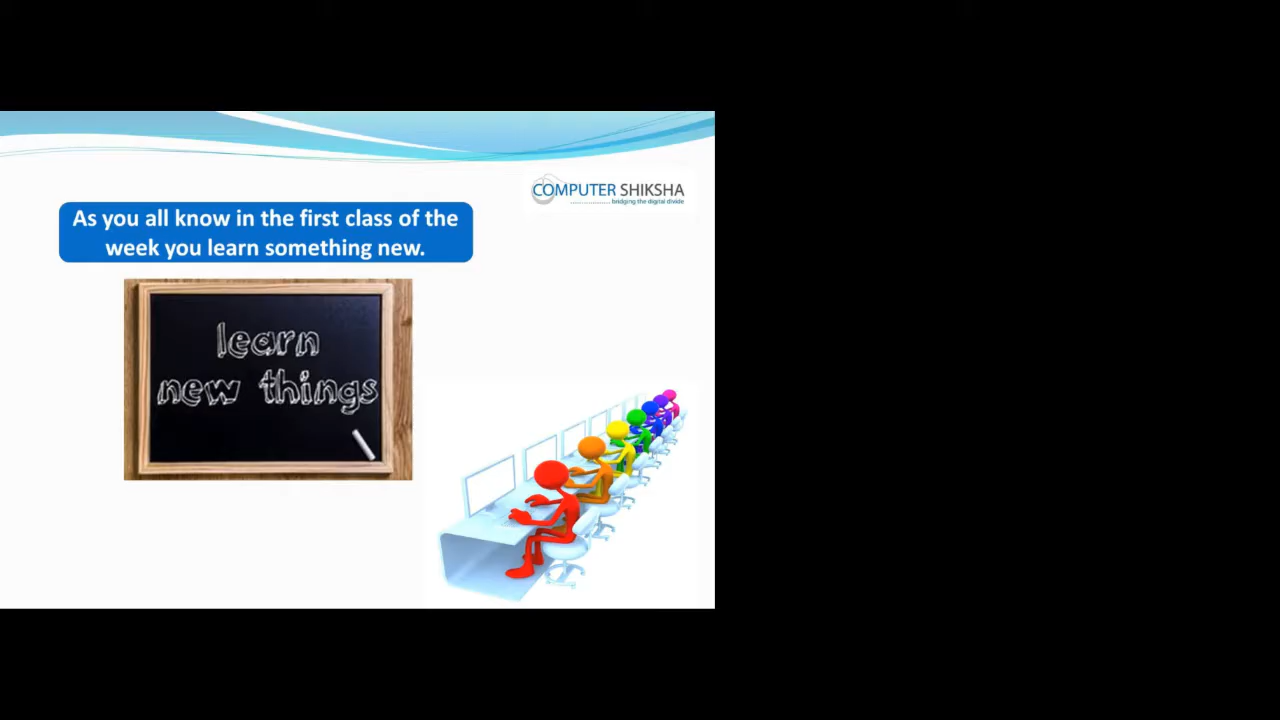 COMPUTER SHIKSHA
bridging the digital divide
As you all know in the first class of the
week you learn something new.
learn
new things